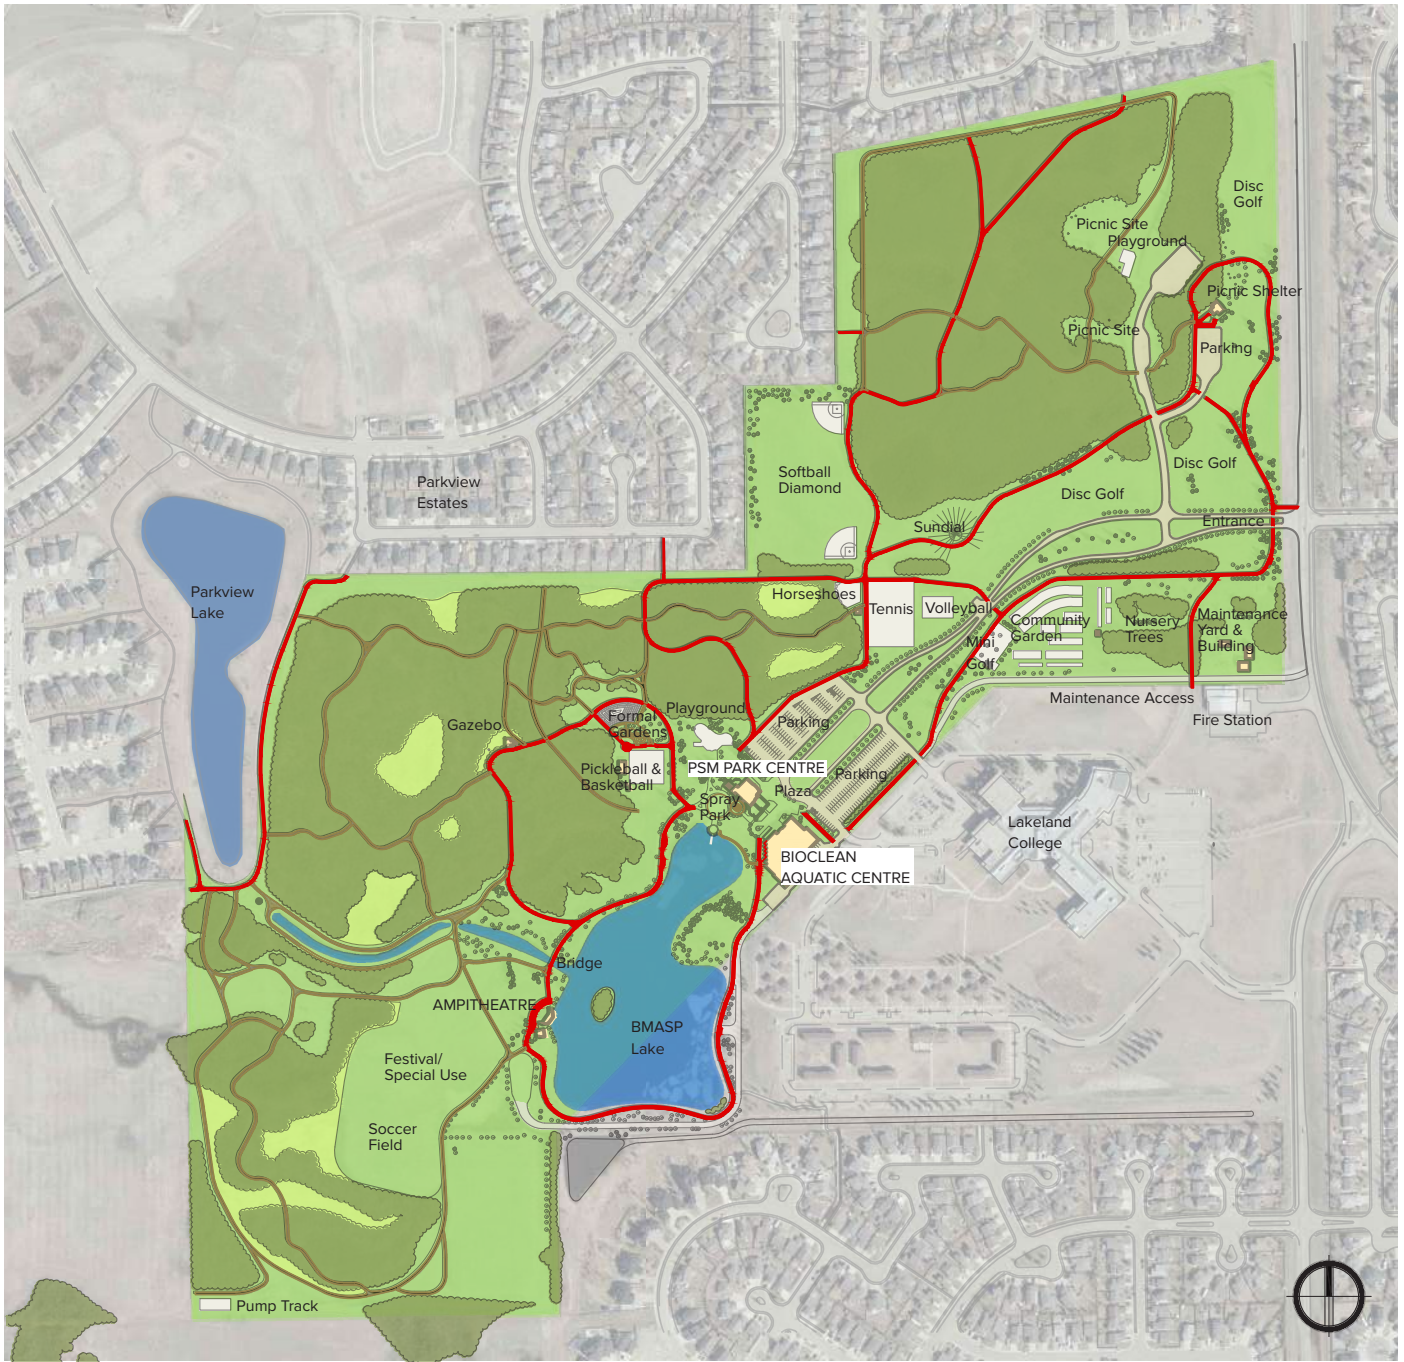 Disc
Golf
Picnic Site
Playground
Picnic Shelter
Picnic Site
Parking
Softball
Diamond
Disc Golf
Disc Golf
Sundial
Entrance
Parkview
Estates
Parkview
Lake
Horseshoes
Tennis
Volleyball
Mini
Golf
Community
Garden
Nursery
Trees
Maintenance
Yard &
Building
Maintenance Access
Fire Station
Gazebo
Formal
Gardens
Playground
Parking
Pickleball &
Basketball
PSM PARK CENTRE
Parking
Plaza
Spray
Park
Lakeland
College
BIOCLEAN
AQUATIC CENTRE
Bridge
AMPITHEATRE
BMASP
Lake
Festival/
Special Use
Soccer
Field
Pump Track